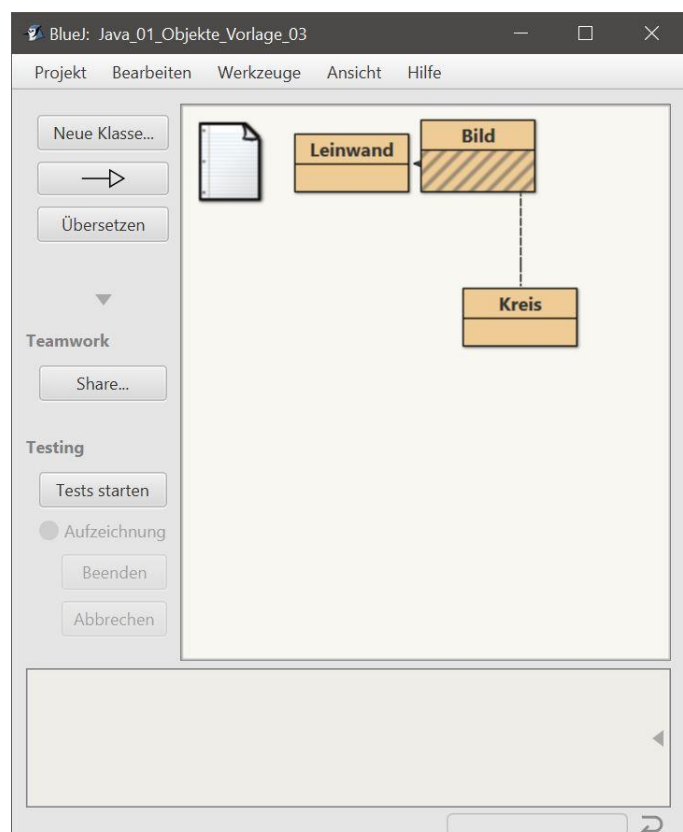 BlueJ: Java_01_Objekte_Vorlage_03
Projekt Bearbeiten Werkzeuge Ansicht Hilfe
Neue Klasse...
Übersetzen
Teamwork
Share...
Testing
Tests starten
Aufzeichnung
Beenden
Abbrechen
Leinwand
Bild
Kreis